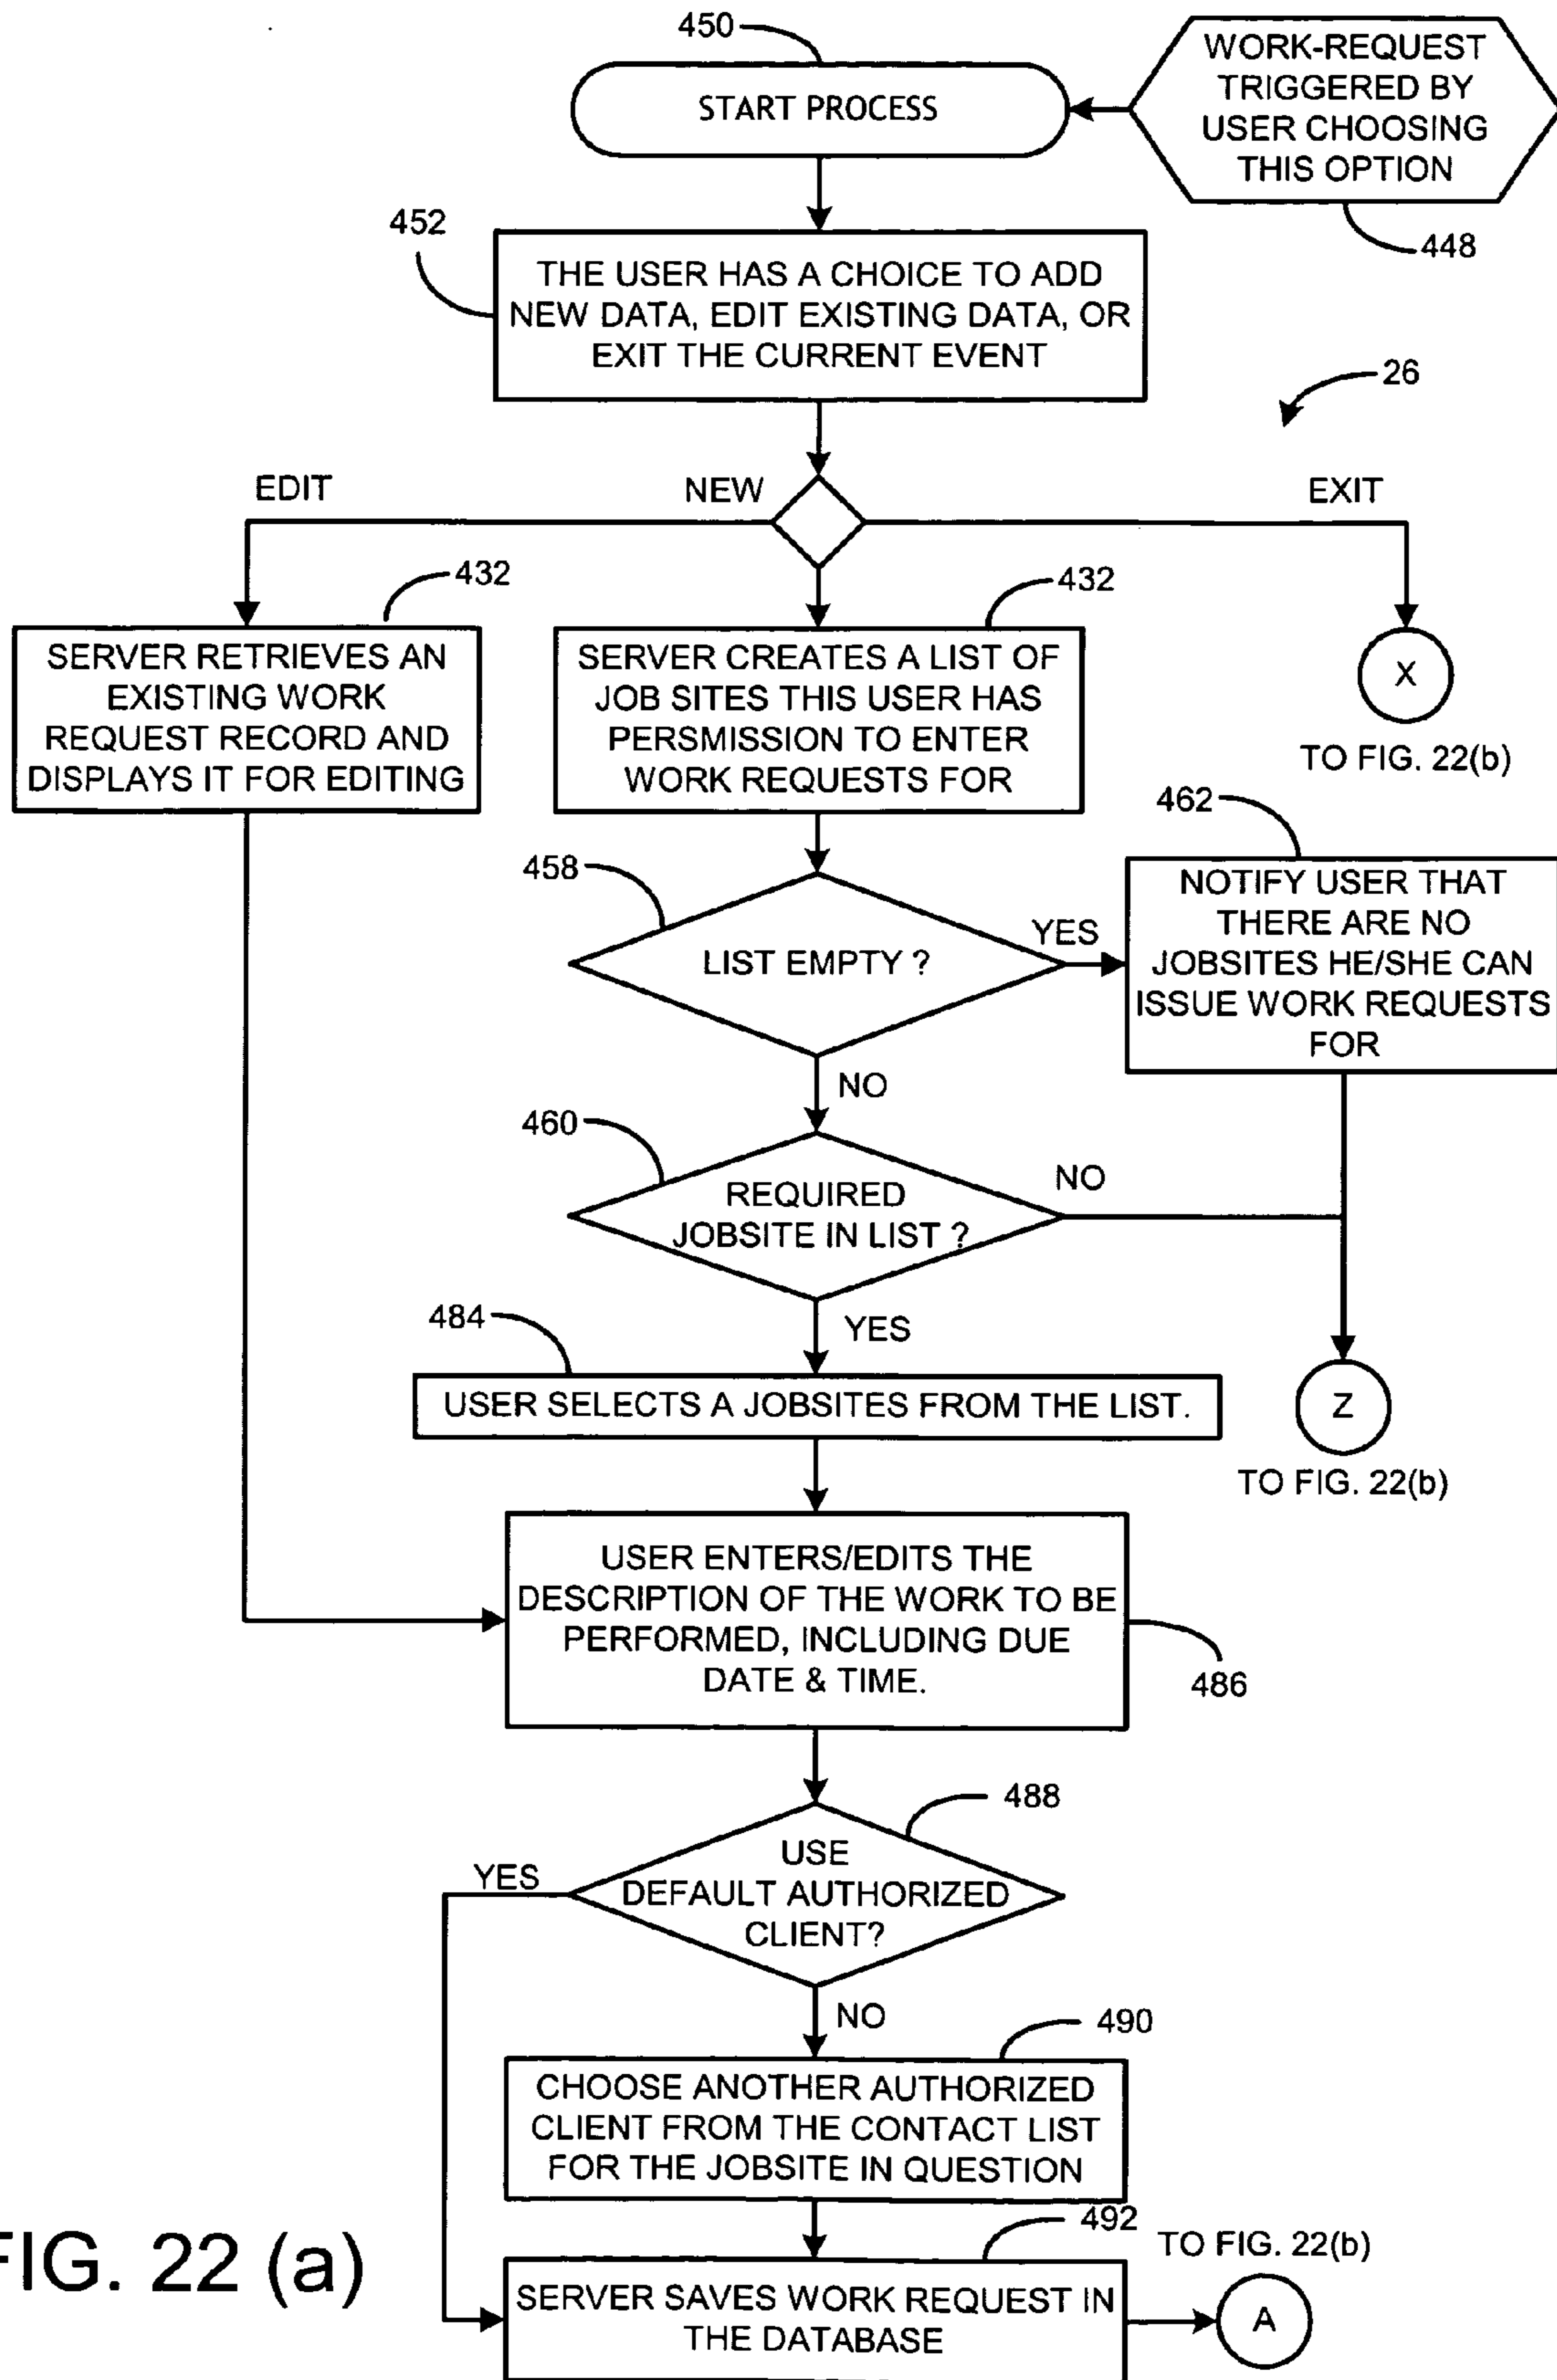 450
START PROCESS
WORK-REQUEST
TRIGGERED BY
USER CHOOSING
THIS OPTION
448
452
THE USER HAS A CHOICE TO ADD
NEW DATA, EDIT EXISTING DATA, OR
EXIT THE CURRENT EVENT
26
EDIT
NEW
EXIT
432
SERVER RETRIEVES AN
EXISTING WORK
REQUEST RECORD AND
DISPLAYS IT FOR EDITING
432
SERVER CREATES A LIST OF
JOB SITES THIS USER HAS
PERSMISSION TO ENTER
WORK REQUESTS FOR
X
TO FIG. 22(b)
458
LIST EMPTY ?
YES
462
NOTIFY USER THAT
THERE ARE NO
JOBSITES HE/SHE CAN
ISSUE WORK REQUESTS
FOR
NO
460
REQUIRED
JOBSITE IN LIST ?
NO
YES
484
USER SELECTS A JOBSITES FROM THE LIST.
Z
TO FIG. 22(b)
USER ENTERS/EDITS THE
DESCRIPTION OF THE WORK TO BE
PERFORMED, INCLUDING DUE
DATE & TIME.
486
488
USE
DEFAULT AUTHORIZED
CLIENT?
YES
NO
490
CHOOSE ANOTHER AUTHORIZED
CLIENT FROM THE CONTACT LIST
FOR THE JOBSITE IN QUESTION
492
SERVER SAVES WORK REQUEST IN
THE DATABASE
TO FIG. 22(b)
A
FIG. 22 (a)